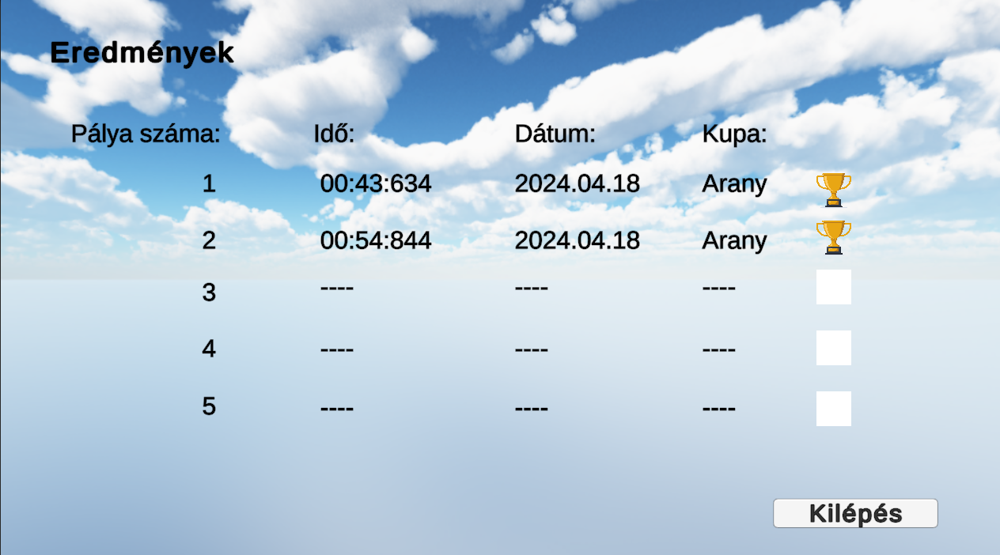 Eredmények
Pálya száma: Idő: Dátum: Kupa:
1 00:43:634 2024.04.18 Arany
2 00:54:844 2024.04.18 Arany
3 ---- ---- ----
4 ---- ---- ----
5 ---- ---- ----
Kilépés